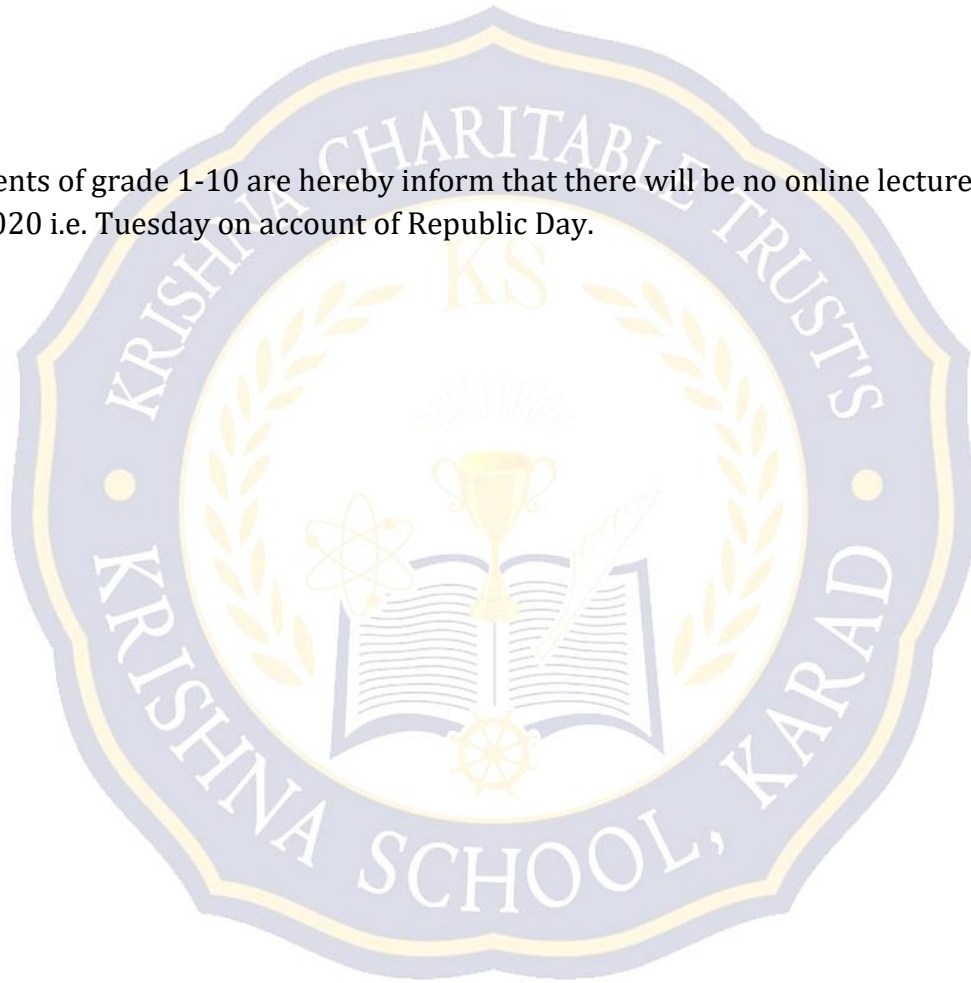 ents of grade 1-10 are hereby inform that there will be no online lecture
020 i.e. Tuesday on account of Republic Day.
KRISHNA CHARITABLE TRUST'S
KS
KRISHNA SCHOOL, KARAD